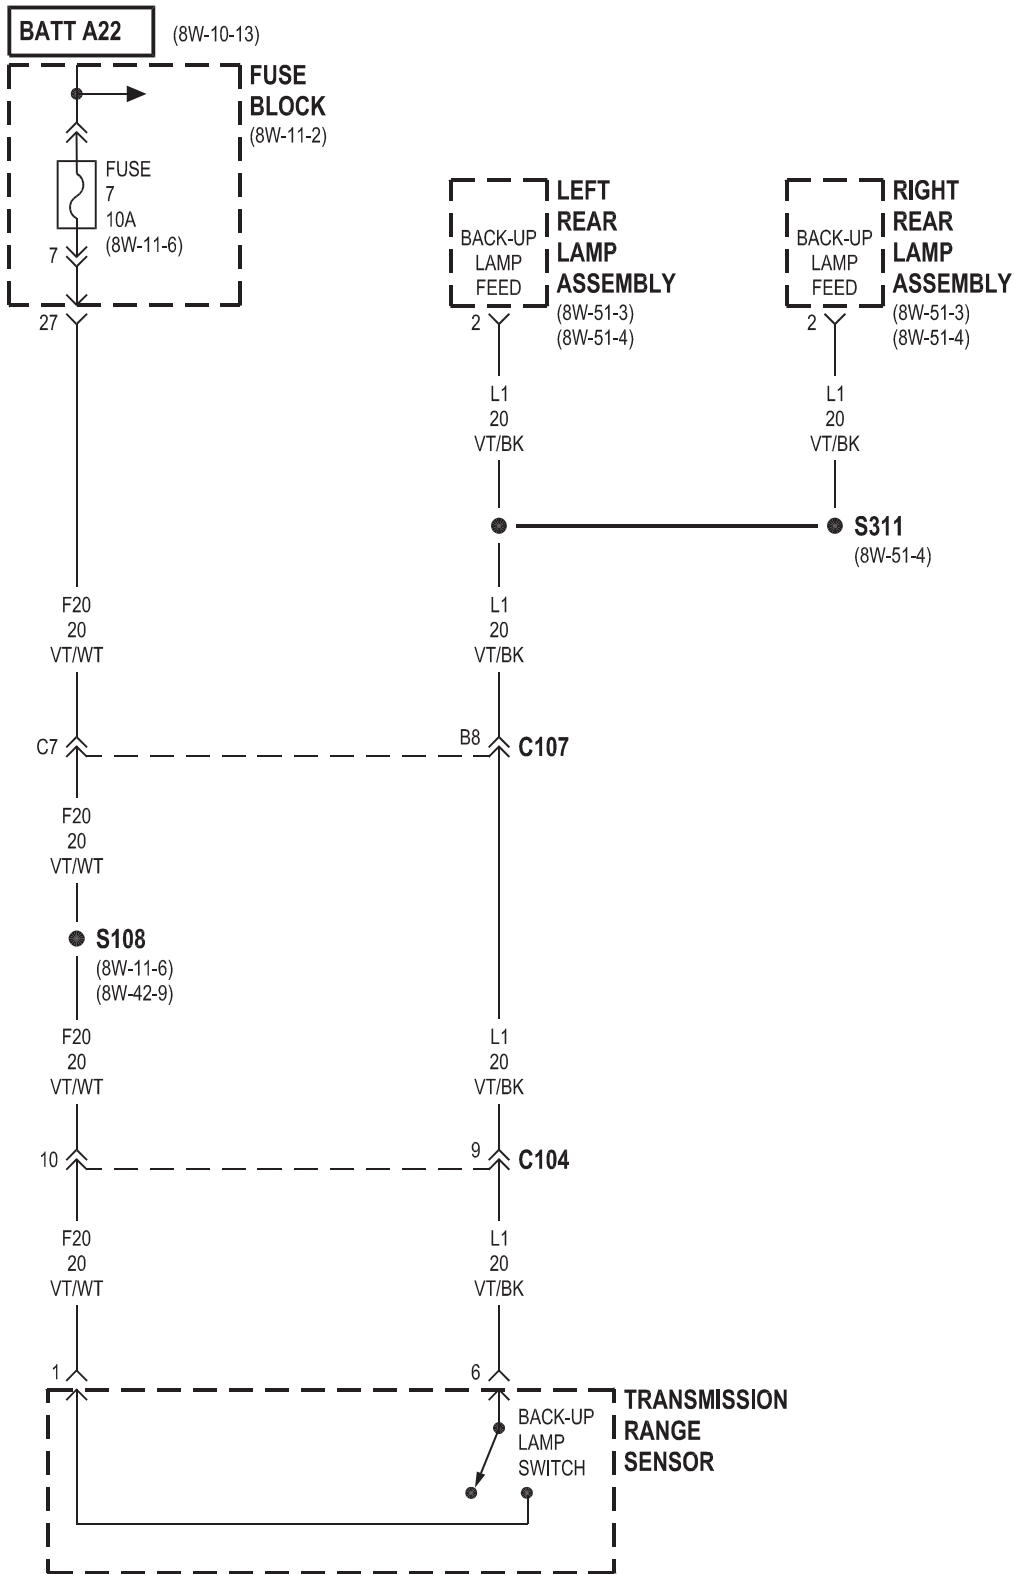 BATT A22
(8W-10-13)
FUSE
BLOCK
(8W-11-2)
FUSE
7
10A
(8W-11-6)
7
27
BACK-UP
LAMP
FEED
LEFT
REAR
LAMP
ASSEMBLY
(8W-51-3)
(8W-51-4)
2
BACK-UP
LAMP
FEED
RIGHT
REAR
LAMP
ASSEMBLY
(8W-51-3)
(8W-51-4)
2
L1
20
VT/BK
L1
20
VT/BK
S311
(8W-51-4)
F20
20
VT/WT
L1
20
VT/BK
C7
B8
C107
F20
20
VT/WT
S108
(8W-11-6)
(8W-42-9)
F20
20
VT/WT
L1
20
VT/BK
10
9
C104
F20
20
VT/WT
L1
20
VT/BK
1
6
BACK-UP
LAMP
SWITCH
TRANSMISSION
RANGE
SENSOR